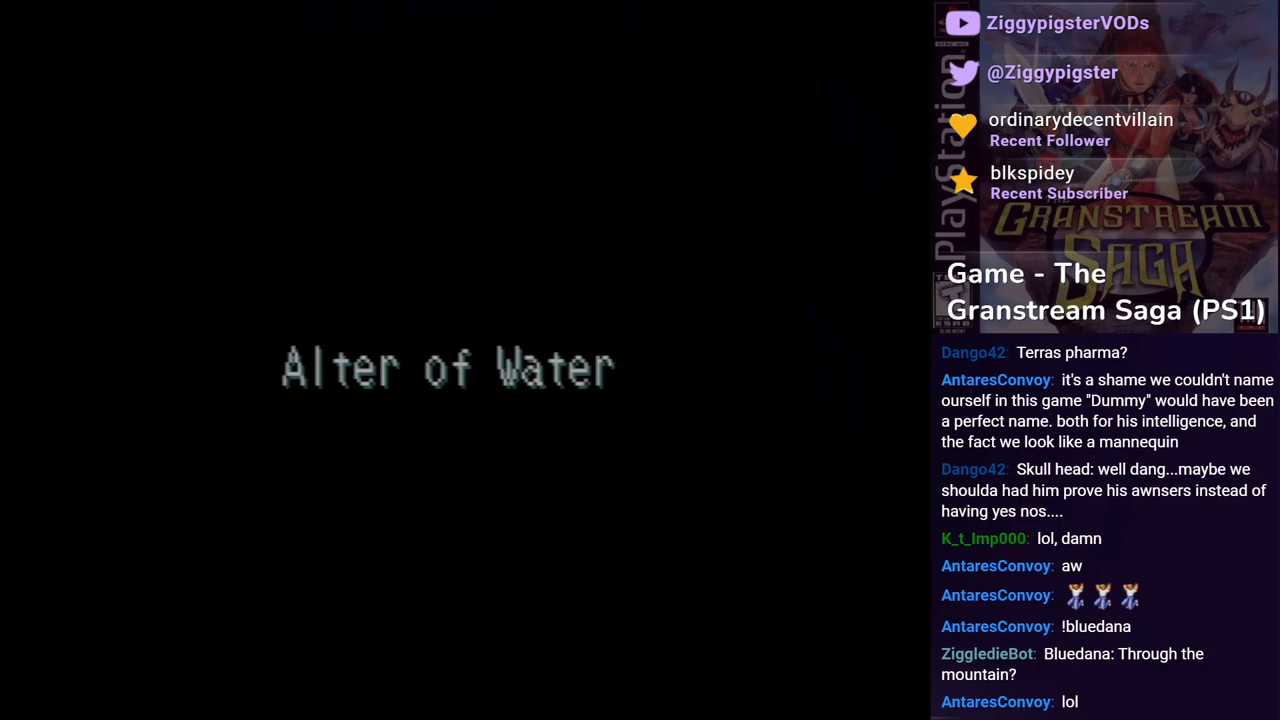 Alter of Water
ZiggypigsterVODs
@Ziggypigster
ordinarydecentvillain
Recent Follower
blkspidey
Recent Subscriber
PlayStation
THE
GRANSTREAM
SAGA
Game - The
Granstream Saga (PS1)
Dango42: Terras pharma?
AntaresConvoy: it's a shame we couldn't name
ourself in this game "Dummy" would have been
a perfect name. both for his intelligence, and
the fact we look like a mannequin
Dango42: Skull head: well dang...maybe we
shoulda had him prove his awnsers instead of
having yes nos....
K_t_Imp000: lol, damn
AntaresConvoy: aw
AntaresConvoy:
AntaresConvoy: !bluedana
ZiggledieBot: Bluedana: Through the
mountain?
AntaresConvoy: lol